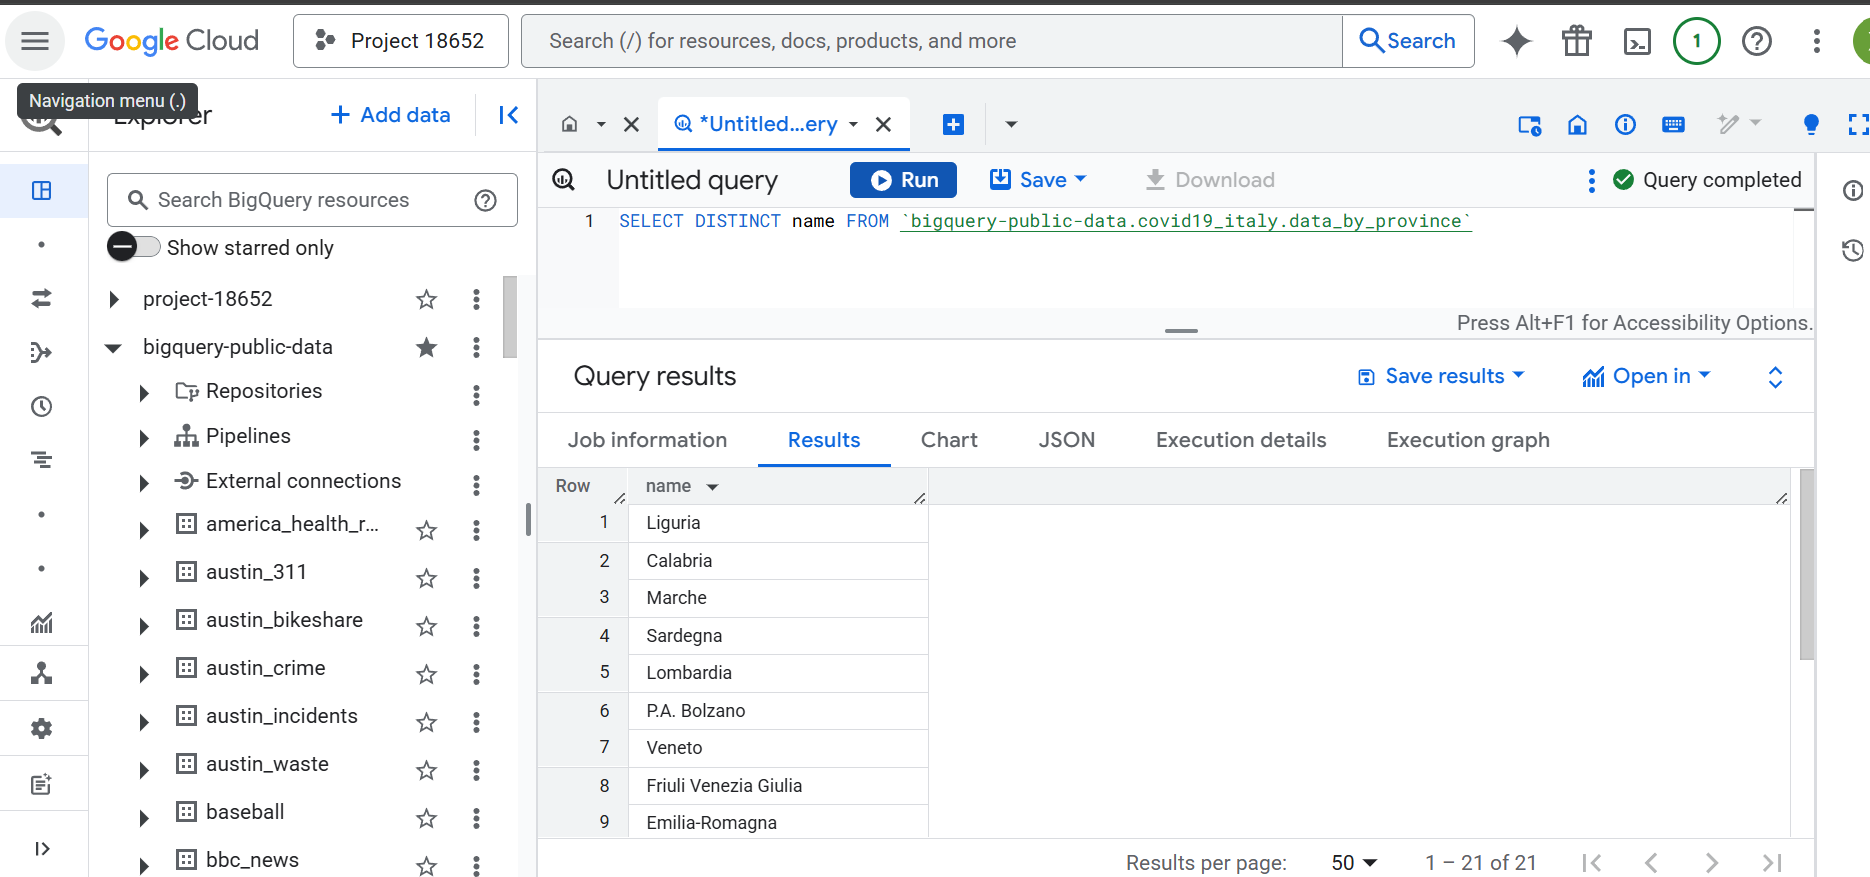 Google Cloud
Project 18652
Search (/) for resources, docs, products, and more
Search
1
Navigation menu (.)
Explorer
+ Add data
*Untitled...ery
Search BigQuery resources
Show starred only
project-18652
bigquery-public-data
Repositories
Pipelines
External connections
america_health_r...
austin_311
austin_bikeshare
austin_crime
austin_incidents
austin_waste
baseball
bbc_news
Untitled query
Run
Save
Download
Query completed
1 SELECT DISTINCT name FROM `bigquery-public-data.covid19_italy.data_by_province`
Press Alt+F1 for Accessibility Options.
Query results
Save results
Open in
Job information Results Chart JSON Execution details Execution graph
Row name
1 Liguria
2 Calabria
3 Marche
4 Sardegna
5 Lombardia
6 P.A. Bolzano
7 Veneto
8 Friuli Venezia Giulia
9 Emilia-Romagna
Results per page: 50 1 – 21 of 21